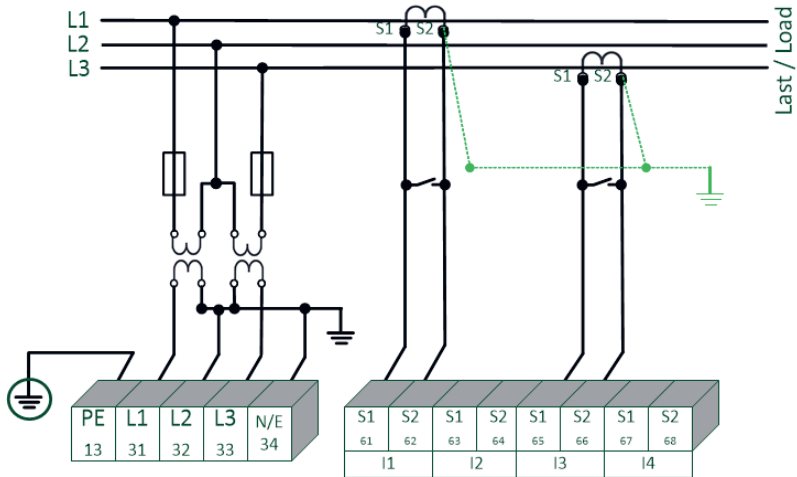 L1
S1 S2
L2
L3
S1 S2
Last / Load
PE L1 L2 L3 N/E
13 31 32 33 34
S1 S2 S1 S2 S1 S2 S1 S2
61 62 63 64 65 66 67 68
I1 I2 I3 I4